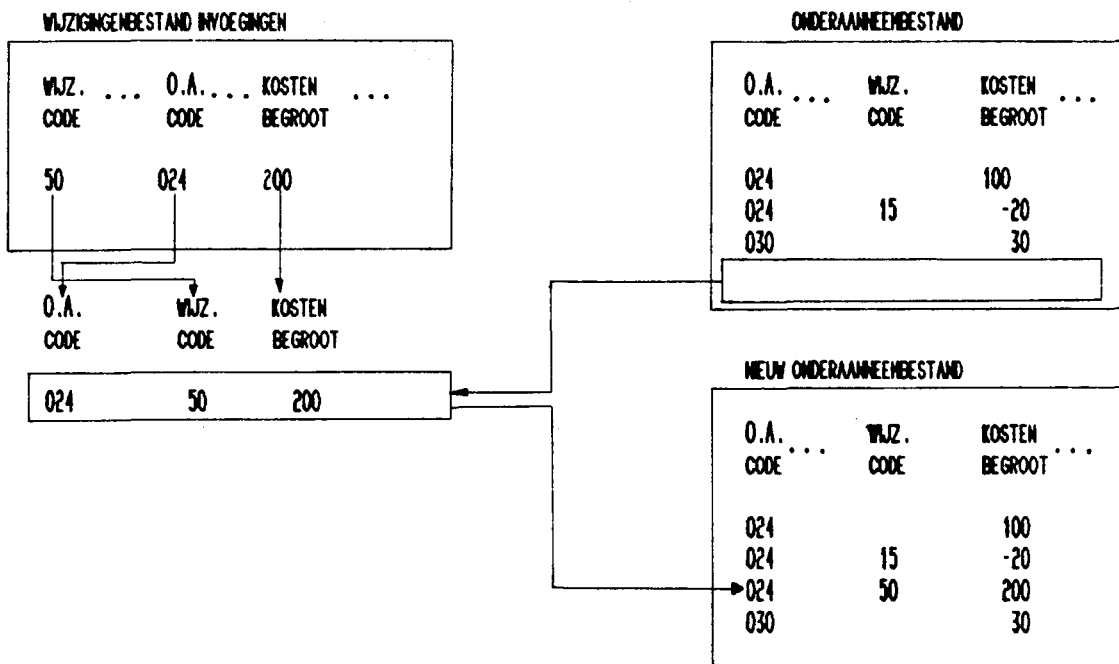 WIJZIGINGENBESTAND INVOEGINGEN
WIJZ. ... O.A. ... KOSTEN ...
CODE CODE BEGROOT
50 024 200
O.A. WIJZ. KOSTEN
CODE CODE BEGROOT
024 50 200
ONDERAANNEEMBESTAND
O.A. ... WIJZ. KOSTEN ...
CODE CODE BEGROOT
024 100
024 15 -20
030 30
NIEUW ONDERAANNEEMBESTAND
O.A. ... WIJZ. KOSTEN ...
CODE CODE BEGROOT
024 100
024 15 -20
024 50 200
030 30